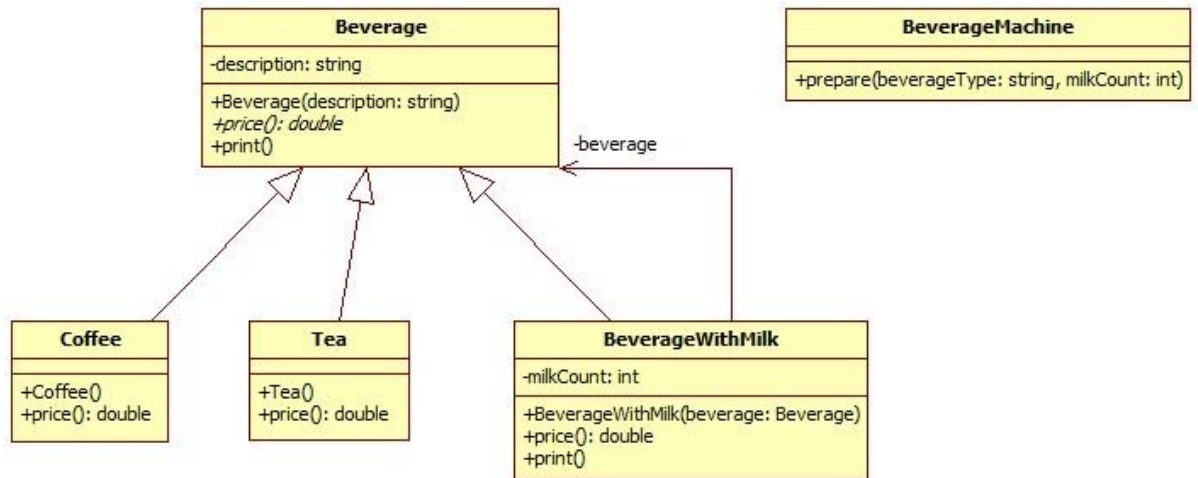 Beverage
-description: string
+Beverage(description: string)
+price(): double
+print()
BeverageMachine
+prepare(beverageType: string, milkCount: int)
-beverage
Coffee
+Coffee()
+price(): double
Tea
+Tea()
+price(): double
BeverageWithMilk
-milkCount: int
+BeverageWithMilk(beverage: Beverage)
+price(): double
+print()